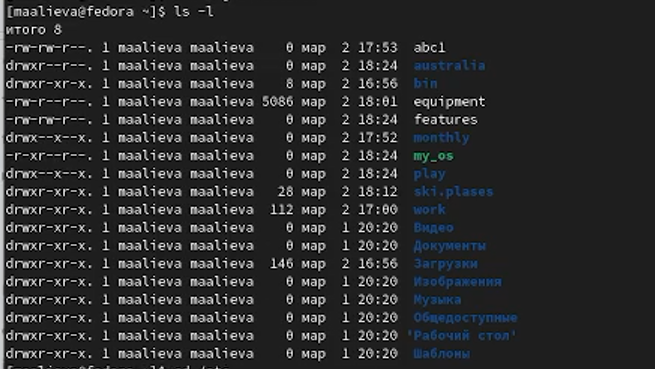 [maalieva@fedora ~]$ ls -l
итого 8
-rw-rw-r--. 1 maalieva maalieva    0 мар  2 17:53  abc1
drwxr--r--. 1 maalieva maalieva    0 мар  2 18:24  australia
drwxr-xr-x. 1 maalieva maalieva    8 мар  2 16:56  bin
-rw-r--r--. 1 maalieva maalieva 5086 мар  2 18:01  equipment
-rw-rw-r--. 1 maalieva maalieva    0 мар  2 18:24  features
drwx--x--x. 1 maalieva maalieva    0 мар  2 17:52  monthly
-r-xr--r--. 1 maalieva maalieva    0 мар  2 18:24  my_os
drwx--x--x. 1 maalieva maalieva    0 мар  2 18:24  play
drwxr-xr-x. 1 maalieva maalieva   28 мар  2 18:12  ski.plases
drwxr-xr-x. 1 maalieva maalieva  112 мар  2 17:00  work
drwxr-xr-x. 1 maalieva maalieva    0 мар  1 20:20  Видео
drwxr-xr-x. 1 maalieva maalieva    0 мар  1 20:20  Документы
drwxr-xr-x. 1 maalieva maalieva  146 мар  2 16:56  Загрузки
drwxr-xr-x. 1 maalieva maalieva    0 мар  1 20:20  Изображения
drwxr-xr-x. 1 maalieva maalieva    0 мар  1 20:20  Музыка
drwxr-xr-x. 1 maalieva maalieva    0 мар  1 20:20  Общедоступные
drwxr-xr-x. 1 maalieva maalieva    0 мар  1 20:20 'Рабочий стол'
drwxr-xr-x. 1 maalieva maalieva    0 мар  1 20:20  Шаблоны